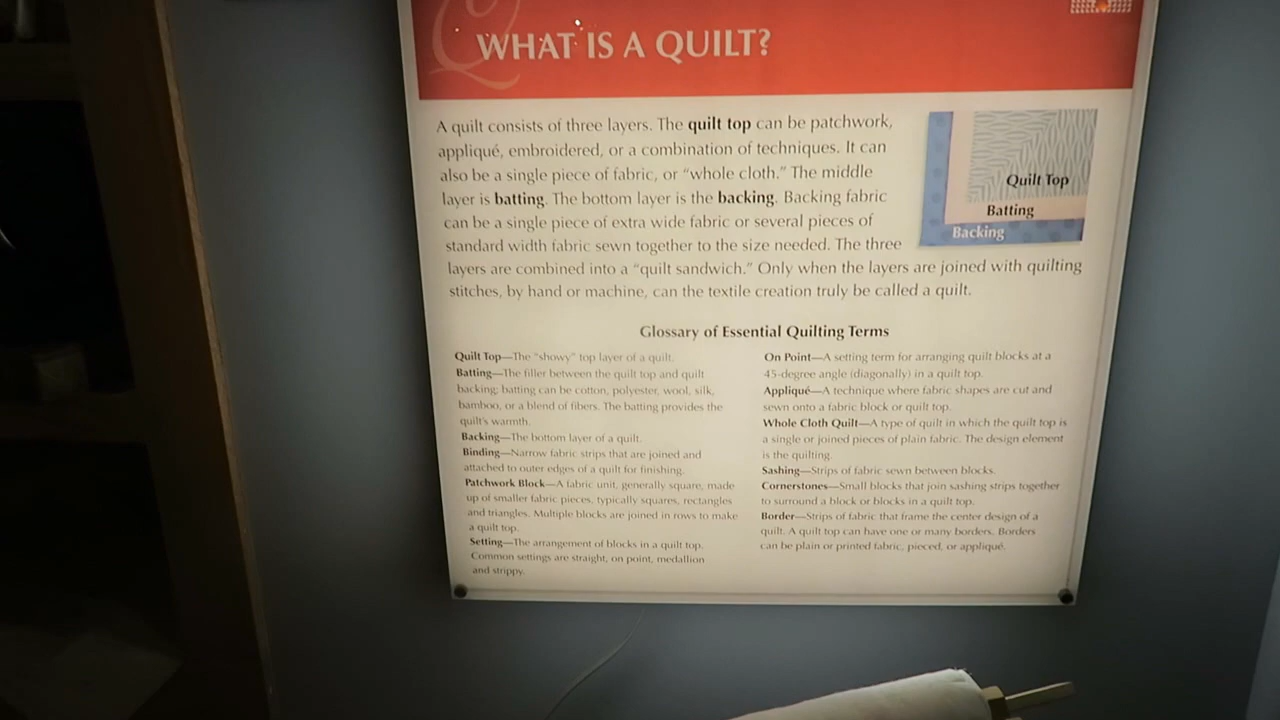 WHAT IS A QUILT?
A quilt consists of three layers. The quilt top can be patchwork,
appliqué, embroidered, or a combination of techniques. It can
also be a single piece of fabric, or “whole cloth.” The middle
layer is batting. The bottom layer is the backing. Backing fabric
can be a single piece of extra wide fabric or several pieces of
standard width fabric sewn together to the size needed. The three
layers are combined into a “quilt sandwich.” Only when the layers are joined with quilting
stitches, by hand or machine, can the textile creation truly be called a quilt.
Quilt Top
Batting
Backing
Glossary of Essential Quilting Terms
Quilt Top—The “showy” top layer of a quilt.
Batting—The filler between the quilt top and quilt
backing; batting can be cotton, polyester, wool, silk,
bamboo, or a blend of fibers. The batting provides the
quilt's warmth.
Backing—The bottom layer of a quilt.
Binding—Narrow fabric strips that are joined and
attached to outer edges of a quilt for finishing.
Patchwork Block—A fabric unit, generally square, made
up of smaller fabric pieces, typically squares, rectangles
and triangles. Multiple blocks are joined in rows to make
a quilt top.
Setting—The arrangement of blocks in a quilt top.
Common settings are straight, on point, medallion
and strippy.
On Point—A setting term for arranging quilt blocks at a
45-degree angle (diagonally) in a quilt top.
Appliqué—A technique where fabric shapes are cut and
sewn onto a fabric block or quilt top.
Whole Cloth Quilt—A type of quilt in which the quilt top is
a single or joined pieces of plain fabric. The design element
is the quilting.
Sashing—Strips of fabric sewn between blocks.
Cornerstones—Small blocks that join sashing strips together
to surround a block or blocks in a quilt top.
Border—Strips of fabric that frame the center design of a
quilt. A quilt top can have one or many borders. Borders
can be plain or printed fabric, pieced, or appliqué.